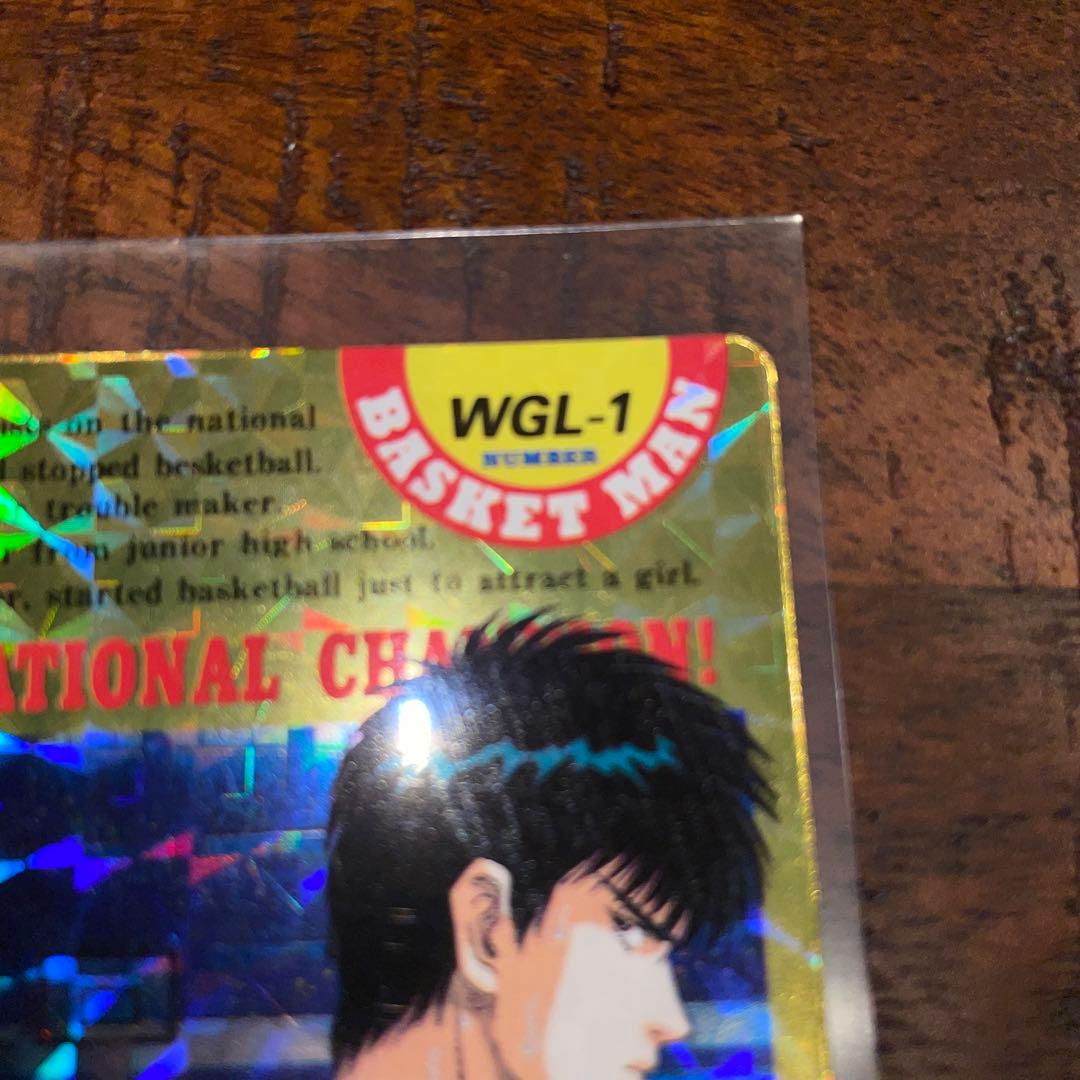 on the national
WGL-1
NUMBER
BASKET MAN
stopped besketball.
trouble maker.
from junior high school.
started basketball just to attract a girl.
ATIONAL CHA ON!